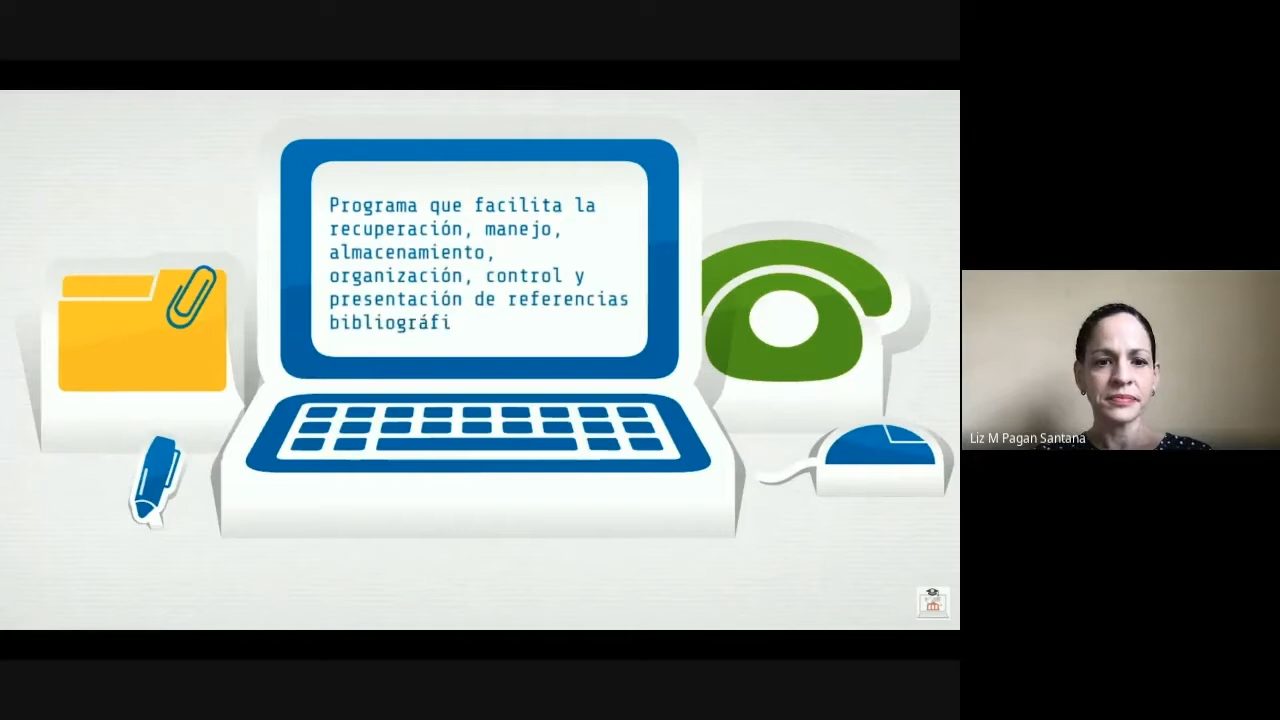 Programa que facilita la
recuperación, manejo,
almacenamiento,
organización, control y
presentación de referencias
bibliográfi
Liz M Pagan Santana